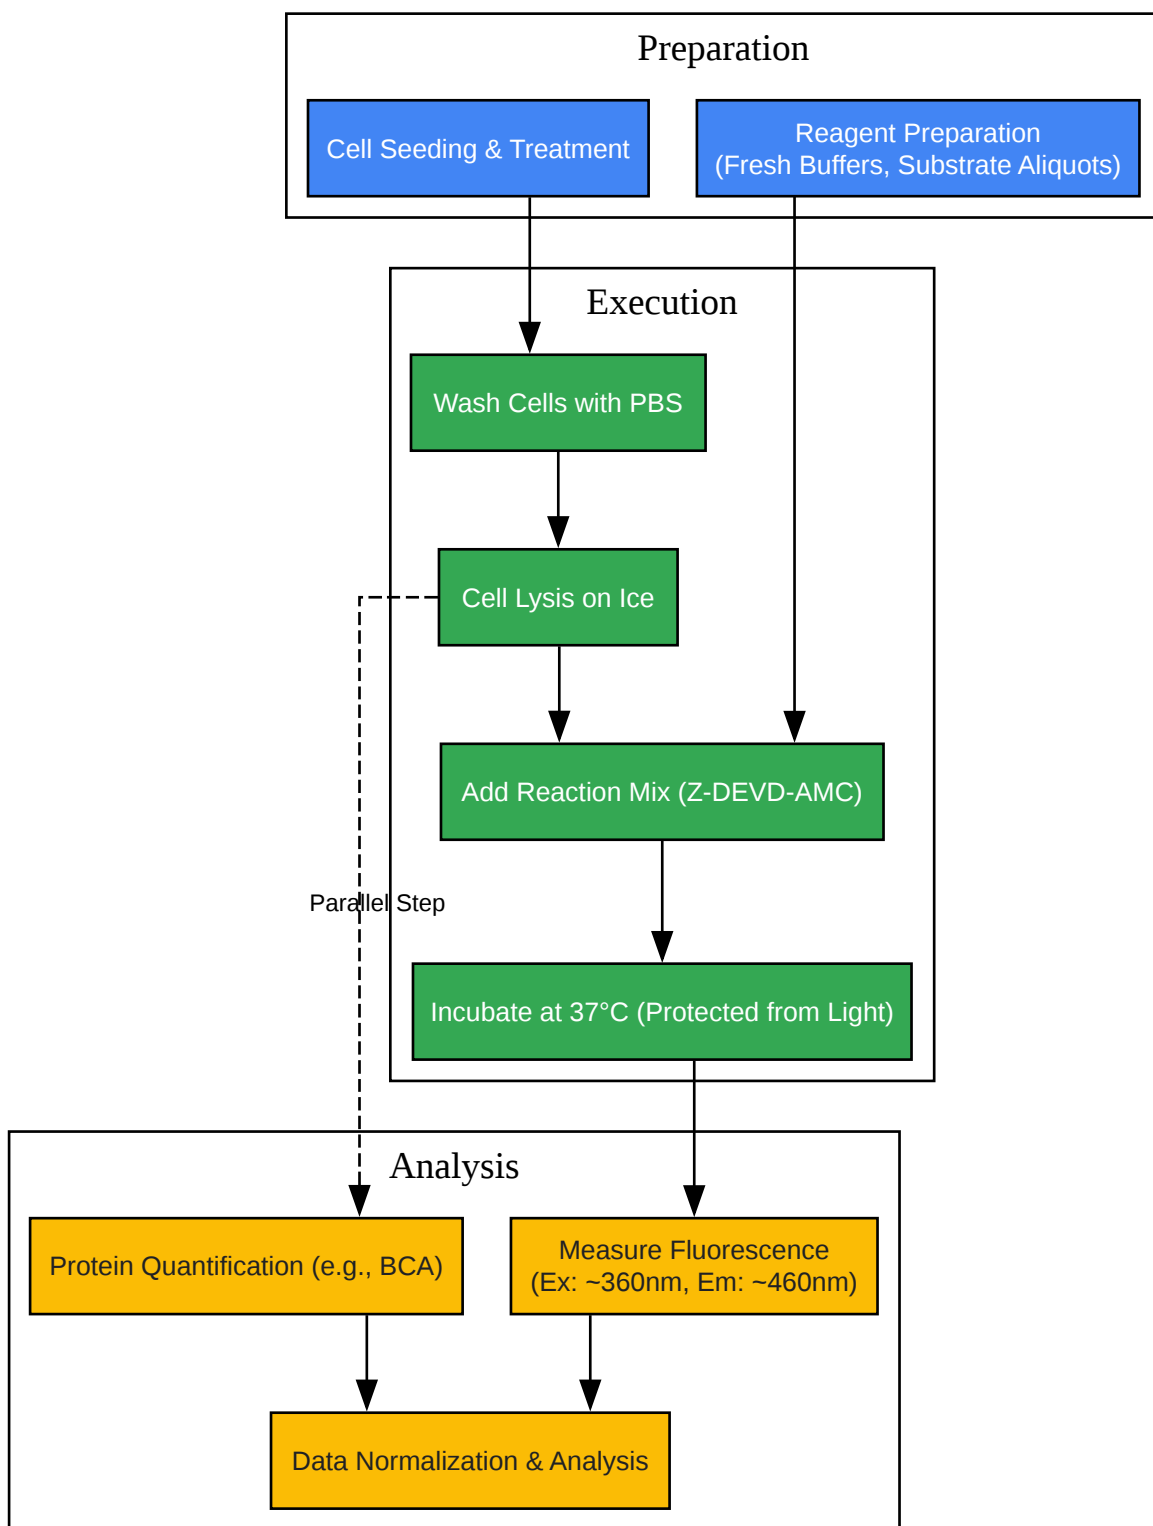 Preparation
Cell Seeding & Treatment
Reagent Preparation
(Fresh Buffers, Substrate Aliquots)
Execution
Wash Cells with PBS
Cell Lysis on Ice
Add Reaction Mix (Z-DEVD-AMC)
Parallel Step
Incubate at 37°C (Protected from Light)
Analysis
Protein Quantification (e.g., BCA)
Measure Fluorescence
(Ex: ~360nm, Em: ~460nm)
Data Normalization & Analysis